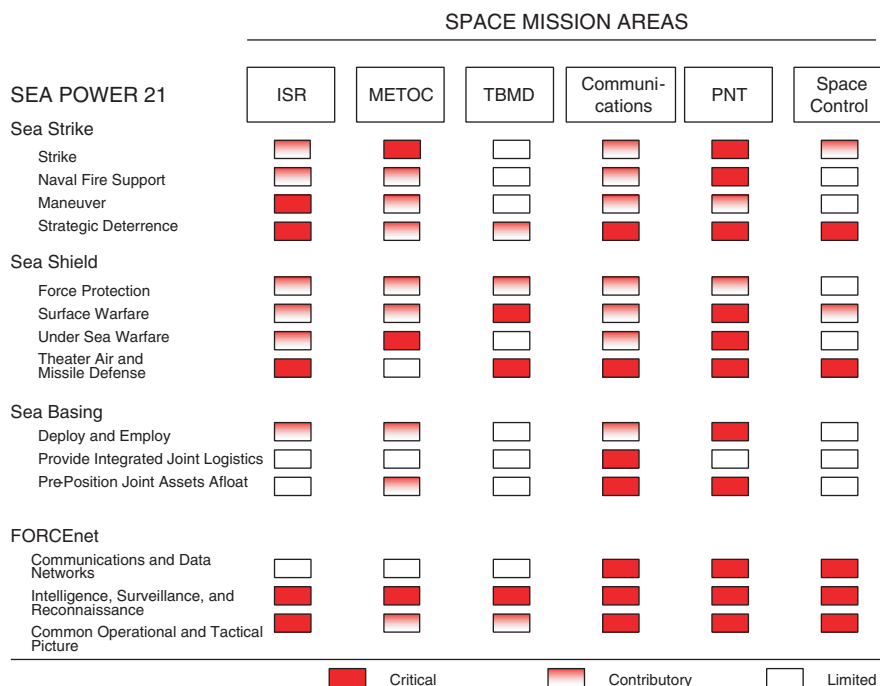 SPACE MISSION AREAS
SEA POWER 21
ISR
METOC
TBMD
Communi-
cations
PNT
Space
Control
Sea Strike
Strike
Naval Fire Support
Maneuver
Strategic Deterrence
Sea Shield
Force Protection
Surface Warfare
Under Sea Warfare
Theater Air and
Missile Defense
Sea Basing
Deploy and Employ
Provide Integrated Joint Logistics
Pre-Position Joint Assets Afloat
FORCEnet
Communications and Data
Networks
Intelligence, Surveillance, and
Reconnaissance
Common Operational and Tactical
Picture
Critical
Contributory
Limited